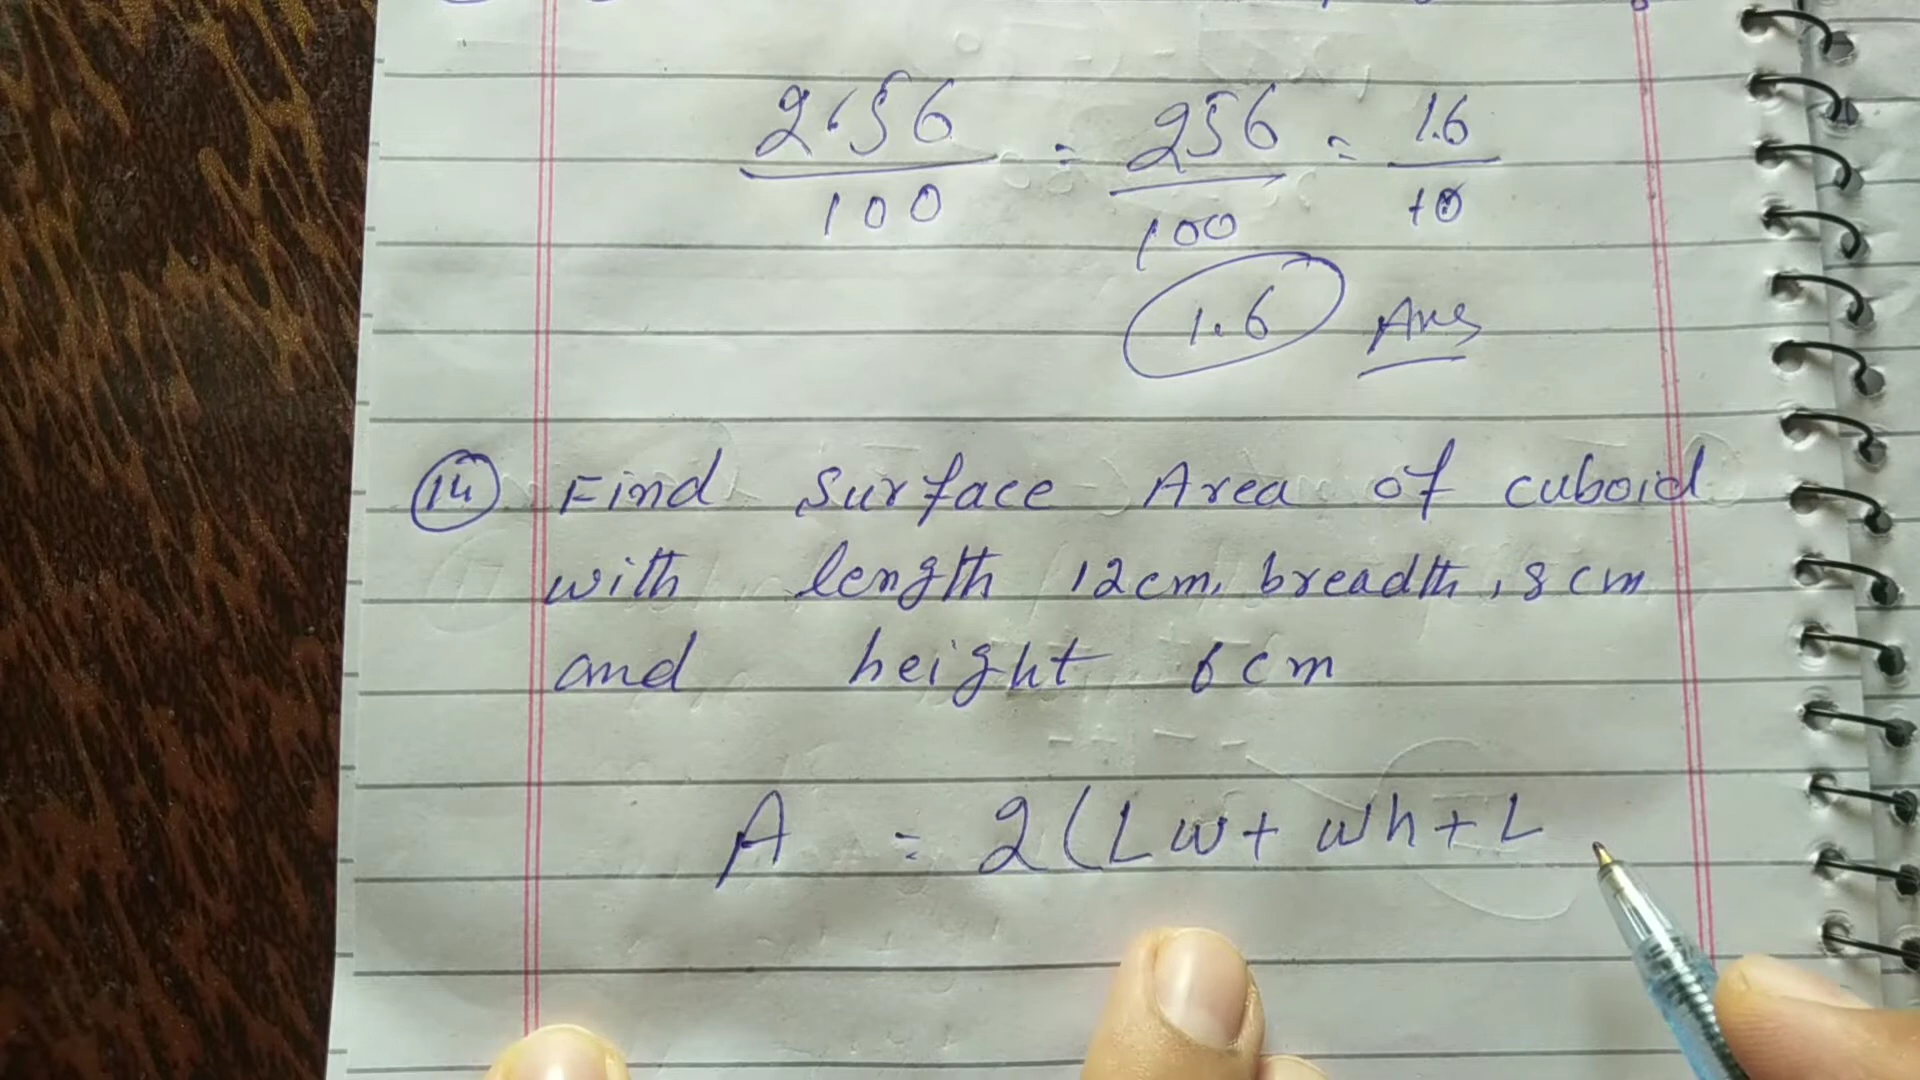 2.56 = 256 = 1.6
100 100 10
1.6 Ans
14 Find Surface Area of cuboid
with length 12cm, breadth, 8cm
and height 6cm
A = 2(Lw+ wh+L